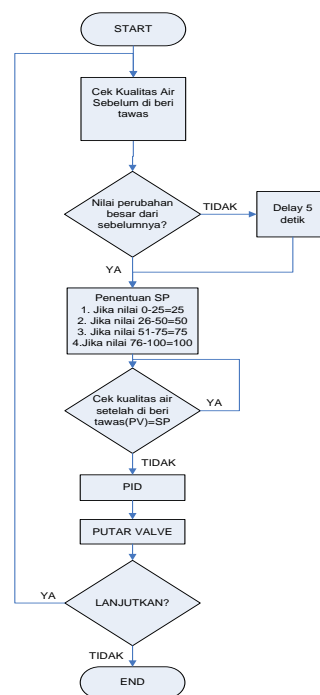 START
Cek Kualitas Air
Sebelum di beri
tawas
Nilai perubahan
besar dari
sebelumnya?
TIDAK
Delay 5
detik
YA
Penentuan SP
1. Jika nilai 0-25=25
2. Jika nilai 26-50=50
3. Jika nilai 51-75=75
4.Jika nilai 76-100=100
Cek kualitas air
setelah di beri
tawas(PV)=SP
YA
TIDAK
PID
PUTAR VALVE
LANJUTKAN?
YA
TIDAK
END